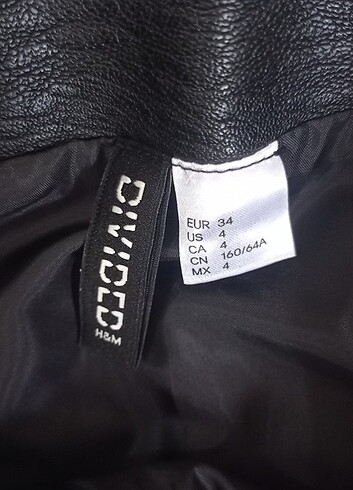 DIVIDED
H&M
EUR 34
US 4
CA 4
CN 160/64A
MX 4